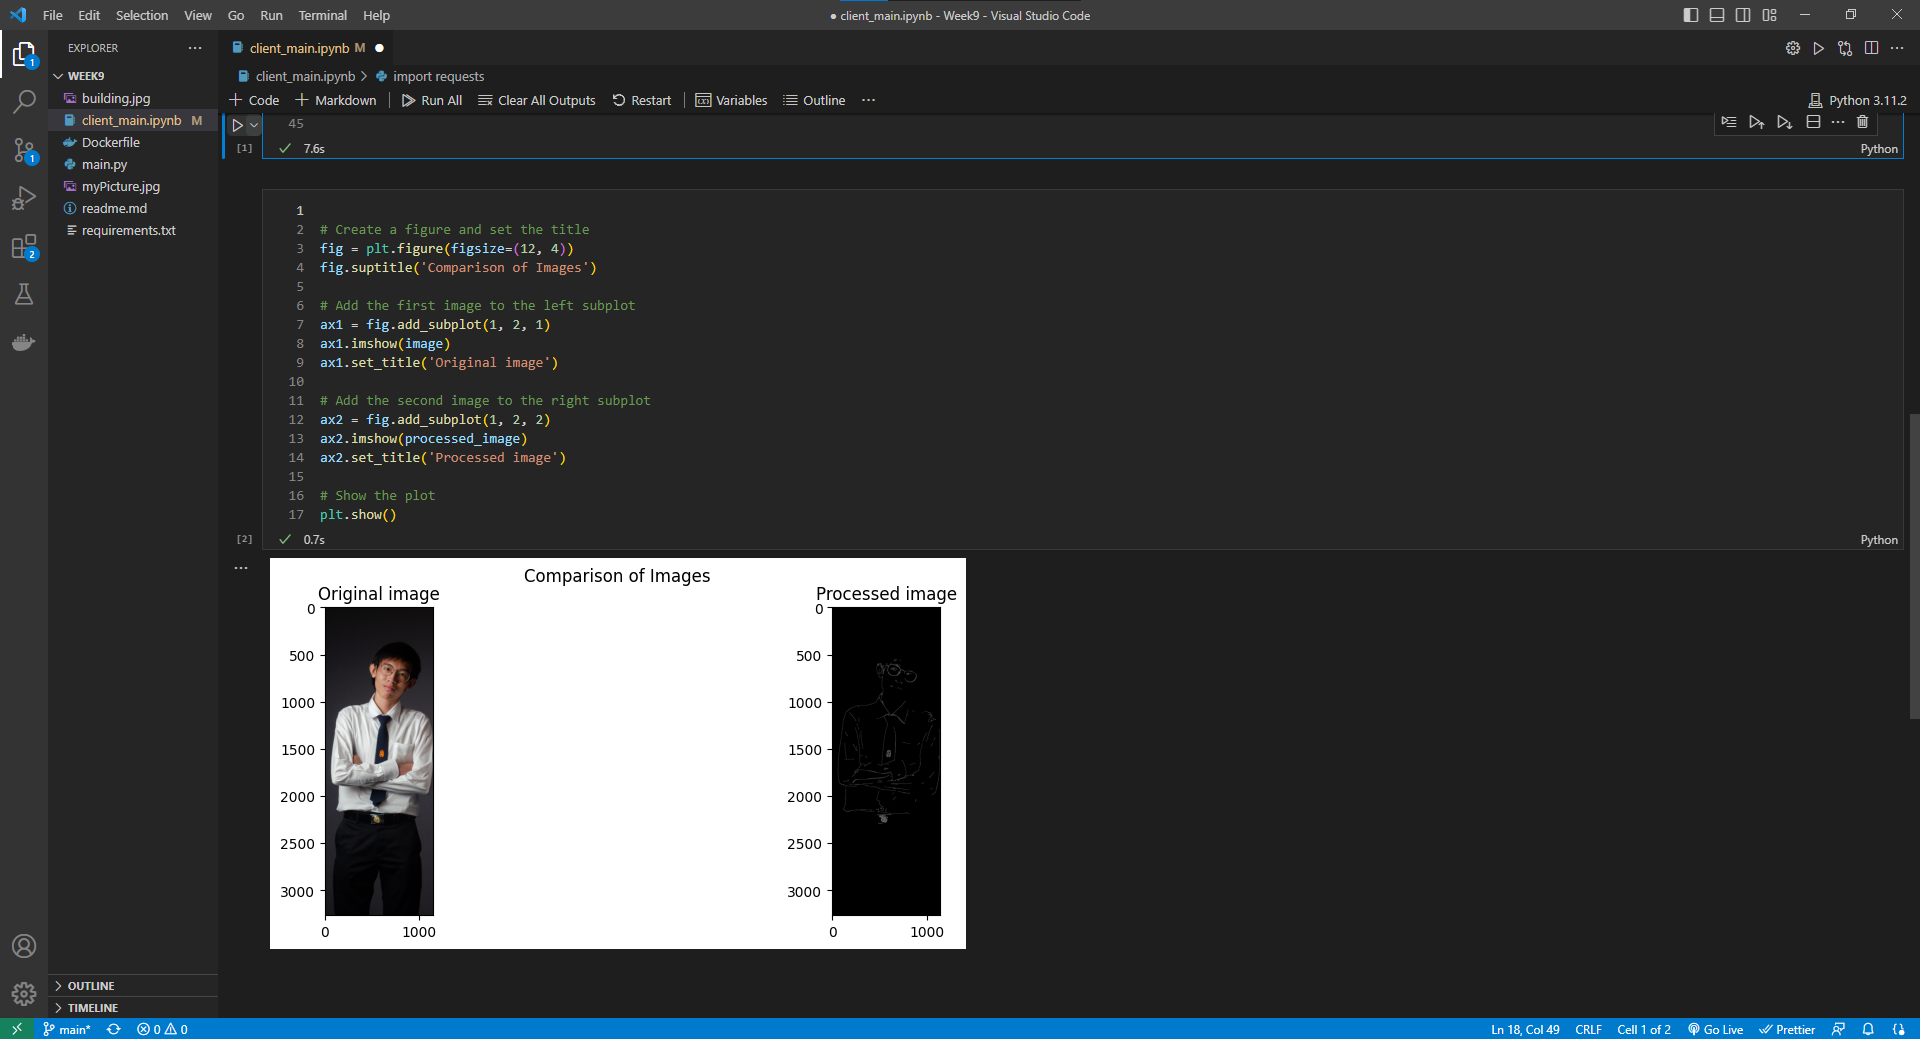 File Edit Selection View Go Run Terminal Help
● client_main.ipynb - Week9 - Visual Studio Code
EXPLORER
WEEK9
building.jpg
client_main.ipynb M
Dockerfile
main.py
myPicture.jpg
readme.md
requirements.txt
OUTLINE
TIMELINE
1
1
2
client_main.ipynb M
client_main.ipynb > import requests
+ Code + Markdown Run All Clear All Outputs Restart Variables Outline ...
Python 3.11.2
45
[1] 7.6s
Python
1
2 # Create a figure and set the title
3 fig = plt.figure(figsize=(12, 4))
4 fig.suptitle('Comparison of Images')
5
6 # Add the first image to the left subplot
7 ax1 = fig.add_subplot(1, 2, 1)
8 ax1.imshow(image)
9 ax1.set_title('Original image')
10
11 # Add the second image to the right subplot
12 ax2 = fig.add_subplot(1, 2, 2)
13 ax2.imshow(processed_image)
14 ax2.set_title('Processed image')
15
16 # Show the plot
17 plt.show()
[2] 0.7s
Python
Comparison of Images
Original image
0
500
1000
1500
2000
2500
3000
0 1000
Processed image
0
500
1000
1500
2000
2500
3000
0 1000
main* 0 0
Ln 18, Col 49 CRLF Cell 1 of 2 Go Live Prettier